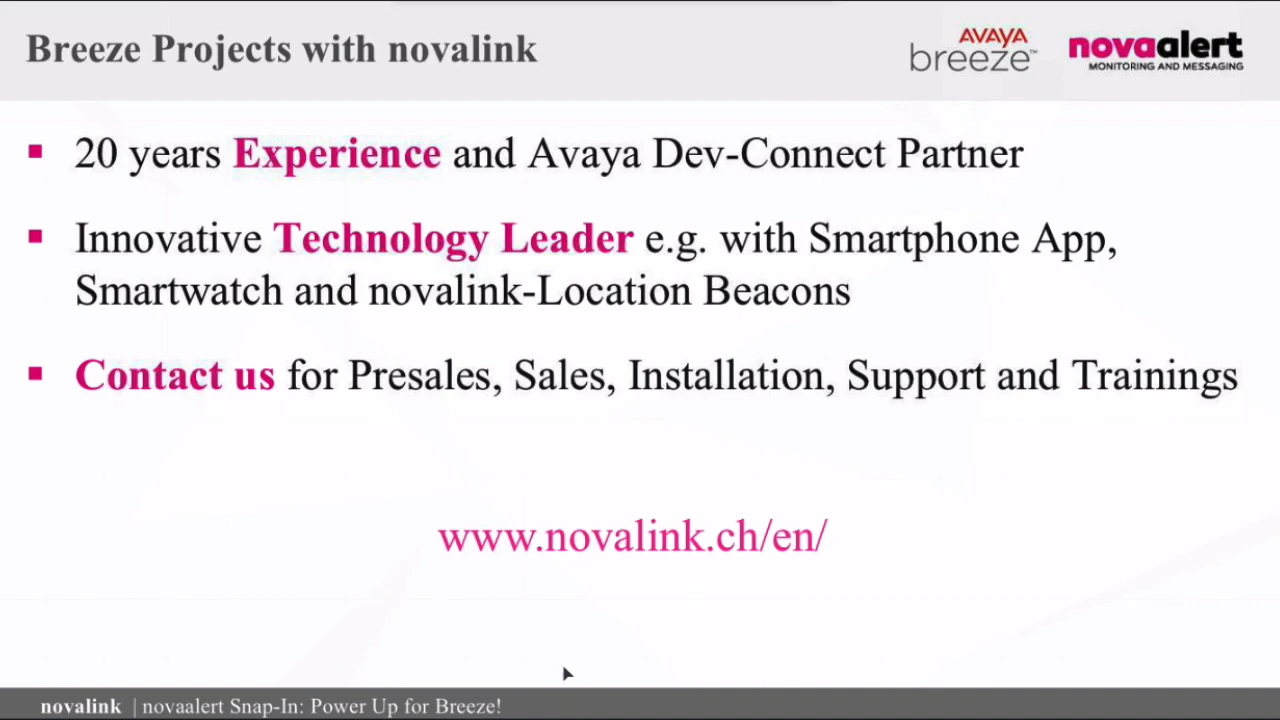 Breeze Projects with novalink
AVAYA
breeze™
novaalert
MONITORING AND MESSAGING
20 years Experience and Avaya Dev-Connect Partner
Innovative Technology Leader e.g. with Smartphone App,
Smartwatch and novalink-Location Beacons
Contact us for Presales, Sales, Installation, Support and Trainings
www.novalink.ch/en/
novalink | novaalert Snap-In: Power Up for Breeze!